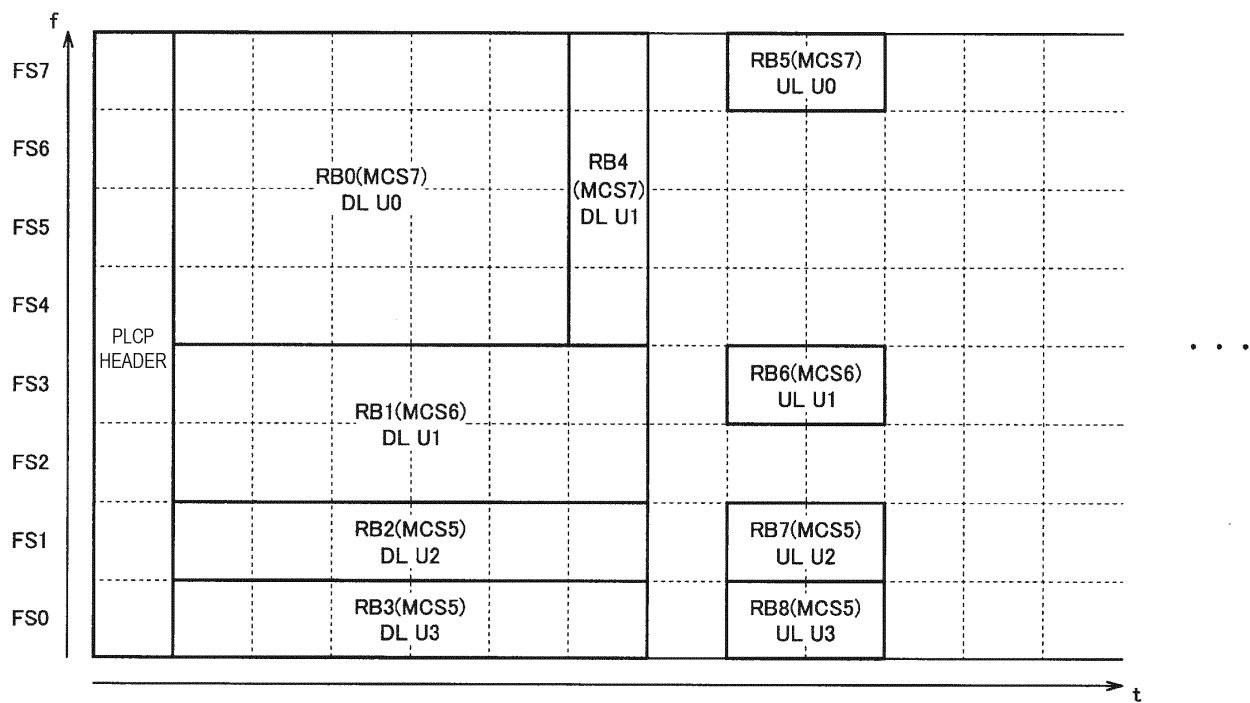 f
FS7
RB5(MCS7)
UL U0
FS6
RB0(MCS7)
DL U0
RB4
(MCS7)
DL U1
FS5
FS4
PLCP
HEADER
FS3
RB6(MCS6)
UL U1
RB1(MCS6)
DL U1
FS2
FS1
RB2(MCS5)
DL U2
RB7(MCS5)
UL U2
FS0
RB3(MCS5)
DL U3
RB8(MCS5)
UL U3
. . .
t